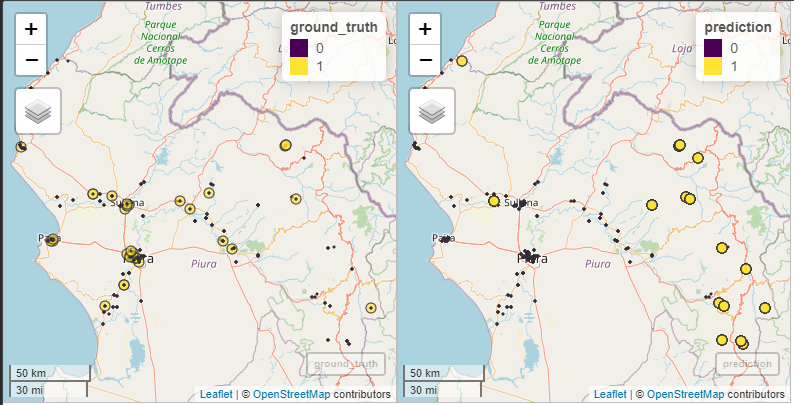 Tumbes
Parque
Nacional
Cerros
de Amotape
+
−
ground_truth
0
1
Paita
Piura
ground_truth
50 km
30 mi
Leaflet | © OpenStreetMap contributors
Tumbes
Parque
Nacional
Cerros
de Amotape
Loja
+
−
prediction
0
1
Sullana
Paita
Piura
Piura
prediction
50 km
30 mi
Leaflet | © OpenStreetMap contributors